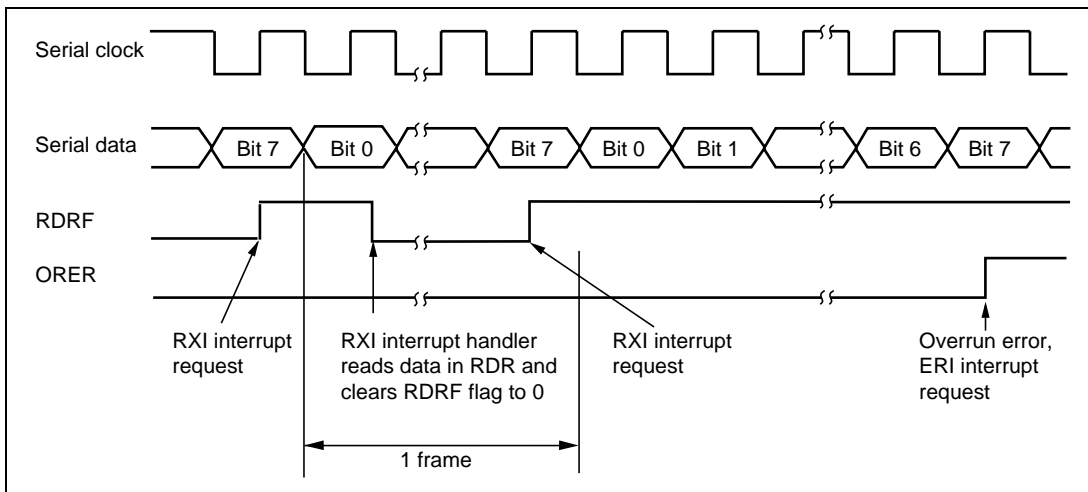 Serial clock
Serial data
Bit 7
Bit 0
Bit 7
Bit 0
Bit 1
Bit 6
Bit 7
RDRF
ORER
RXI interrupt
request
RXI interrupt handler
reads data in RDR and
clears RDRF flag to 0
RXI interrupt
request
Overrun error,
ERI interrupt
request
1 frame